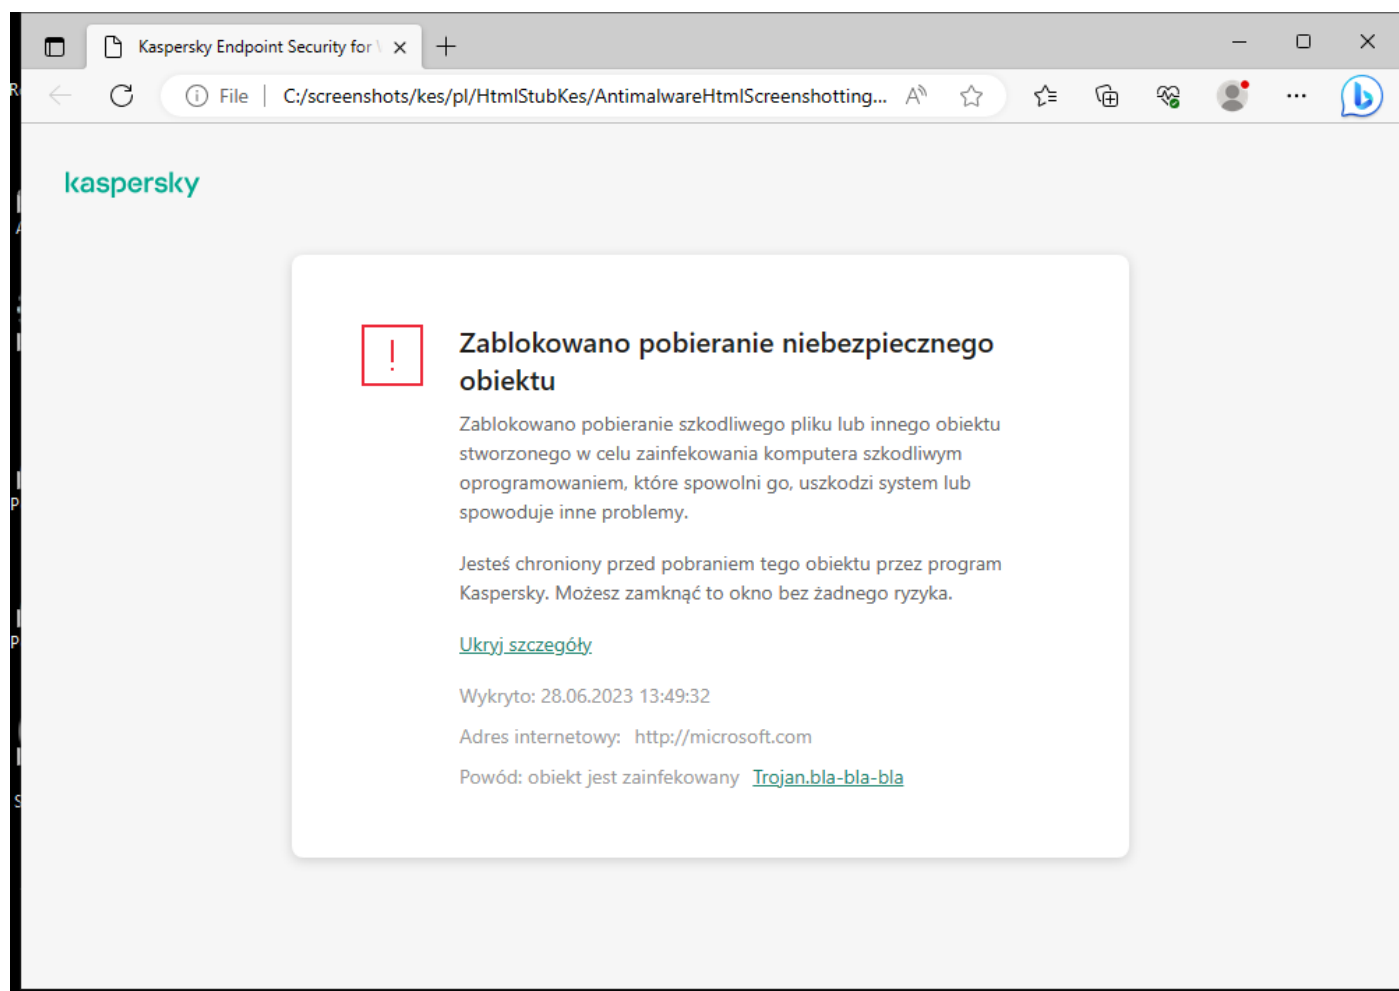 Kaspersky Endpoint Security for \
File | C:/screenshots/kes/pl/HtmlStubKes/AntimalwareHtmlScreenshotting...
kaspersky
Zablokowano pobieranie niebezpiecznego
obiektu
Zablokowano pobieranie szkodliwego pliku lub innego obiektu
stworzonego w celu zainfekowania komputera szkodliwym
oprogramowaniem, które spowolni go, uszkodzi system lub
spowoduje inne problemy.
Jesteś chroniony przed pobraniem tego obiektu przez program
Kaspersky. Możesz zamknąć to okno bez żadnego ryzyka.
Ukryj szczegóły
Wykryto: 28.06.2023 13:49:32
Adres internetowy: http://microsoft.com
Powód: obiekt jest zainfekowany Trojan.bla-bla-bla